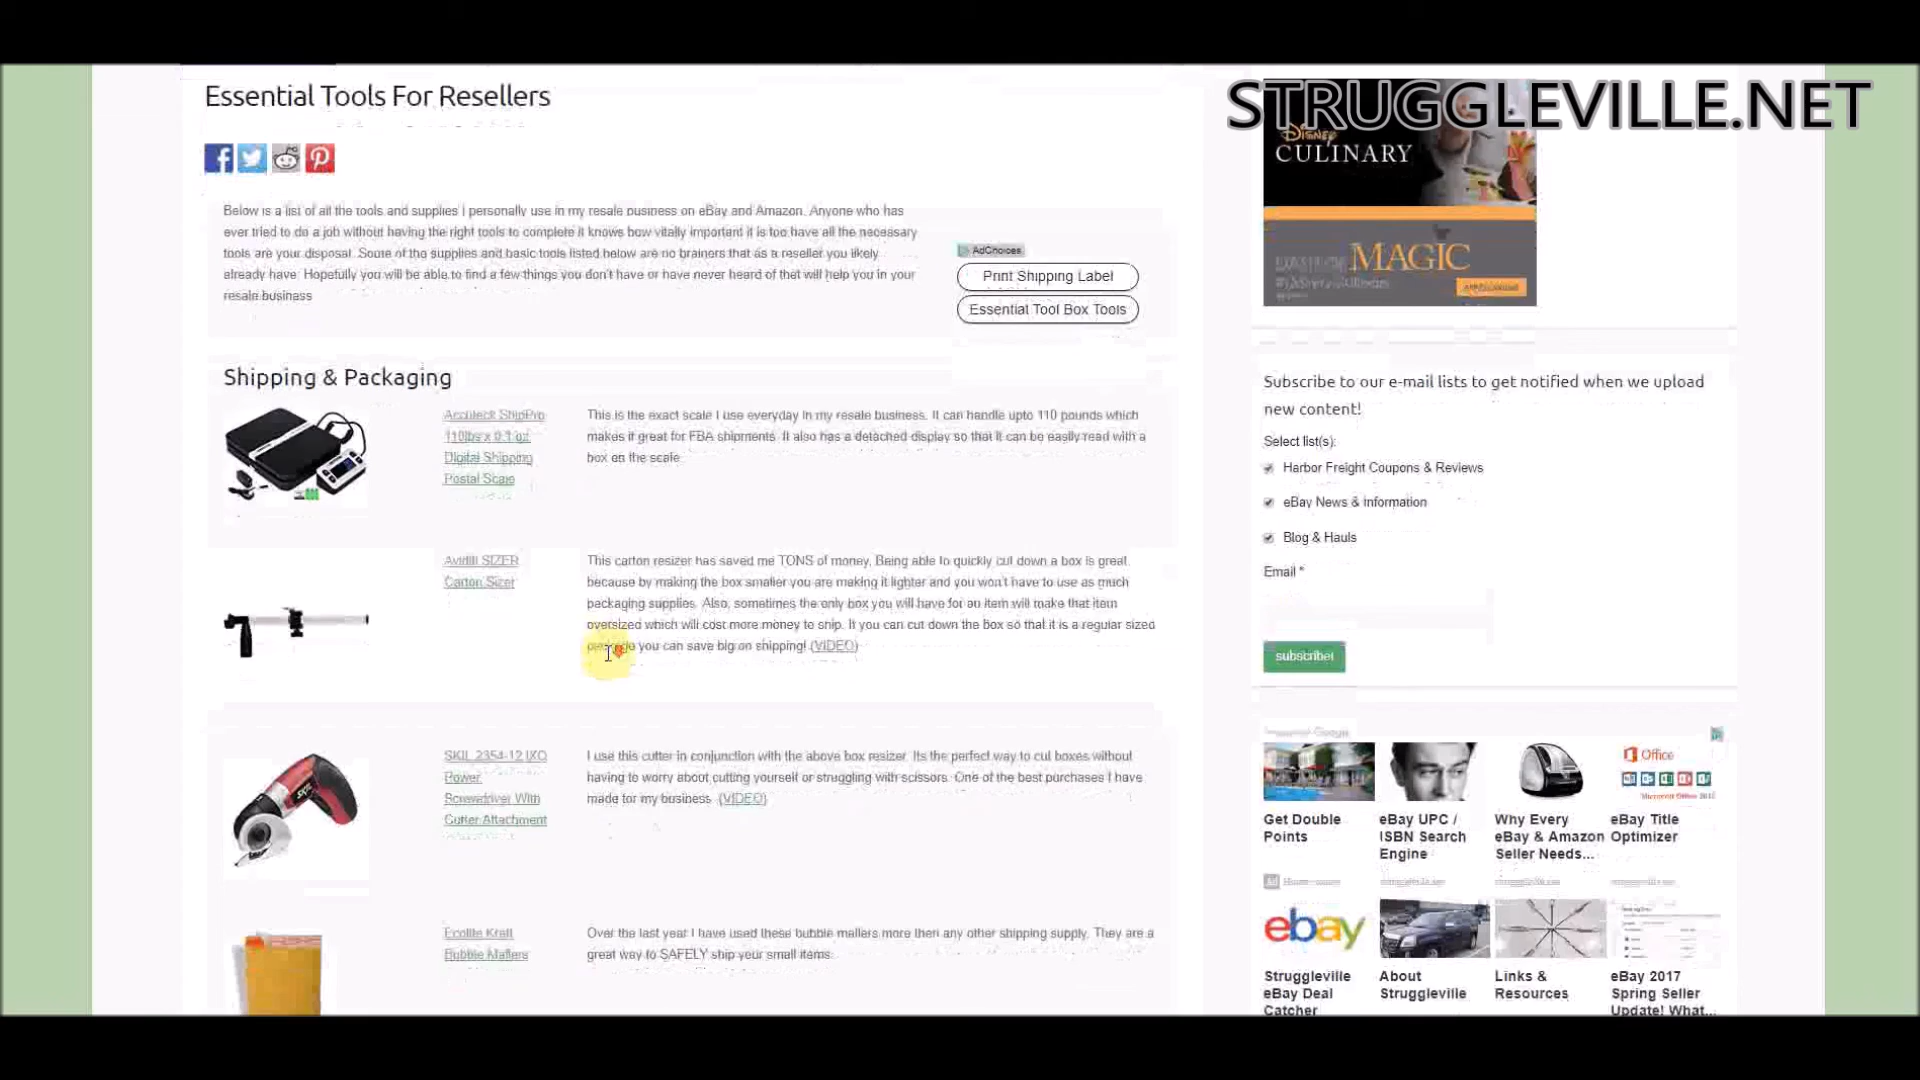 STRUGGLEVILLE.NET
Essential Tools For Resellers
Below is a list of all the tools and supplies I personally use in my resale business on eBay and Amazon. Anyone who has
ever tried to do a job without having the right tools to complete it knows how vitally important it is too have all the necessary
tools are your disposal. Some of the supplies and basic tools listed below are no brainers that as a reseller you likely
already have. Hopefully you will be able to find a few things you don't have or have never heard of that will help you in your
resale business
AdChoices
Print Shipping Label
Essential Tool Box Tools
Shipping & Packaging
Accuteck ShipPro
110lbs x 0.1 oz
Digital Shipping
Postal Scale
This is the exact scale I use everyday in my resale business. It can handle upto 110 pounds which
makes it great for FBA shipments. It also has a detached display so that it can be easily read with a
box on the scale.
Avidill SIZER
Carton Sizer
This carton resizer has saved me TONS of money. Being able to quickly cut down a box is great
because by making the box smaller you are making it lighter and you won't have to use as much
packaging supplies. Also, sometimes the only box you will have for an item will make that item
oversized which will cost more money to ship. If you can cut down the box so that it is a regular sized
package you can save big on shipping! (VIDEO)
SKIL 2354-12 IXO
Power
Screwdriver With
Cutter Attachment
I use this cutter in conjunction with the above box resizer. Its the perfect way to cut boxes without
having to worry about cutting yourself or struggling with scissors. One of the best purchases I have
made for my business. (VIDEO)
Ecolite Kraft
Bubble Mailers
Over the last year I have used these bubble mailers more then any other shipping supply. They are a
great way to SAFELY ship your small items.
DISNEY
CULINARY
MAGIC
Subscribe to our e-mail lists to get notified when we upload
new content!
Select list(s):
Harbor Freight Coupons & Reviews
eBay News & Information
Blog & Hauls
Email *
subscribe!
Office
Microsoft Office 201
Get Double
Points
eBay UPC /
ISBN Search
Engine
Why Every
eBay & Amazon
Seller Needs...
eBay Title
Optimizer
ebay
Struggleville
eBay Deal
Catcher
About
Struggleville
Links &
Resources
eBay 2017
Spring Seller
Update! What...